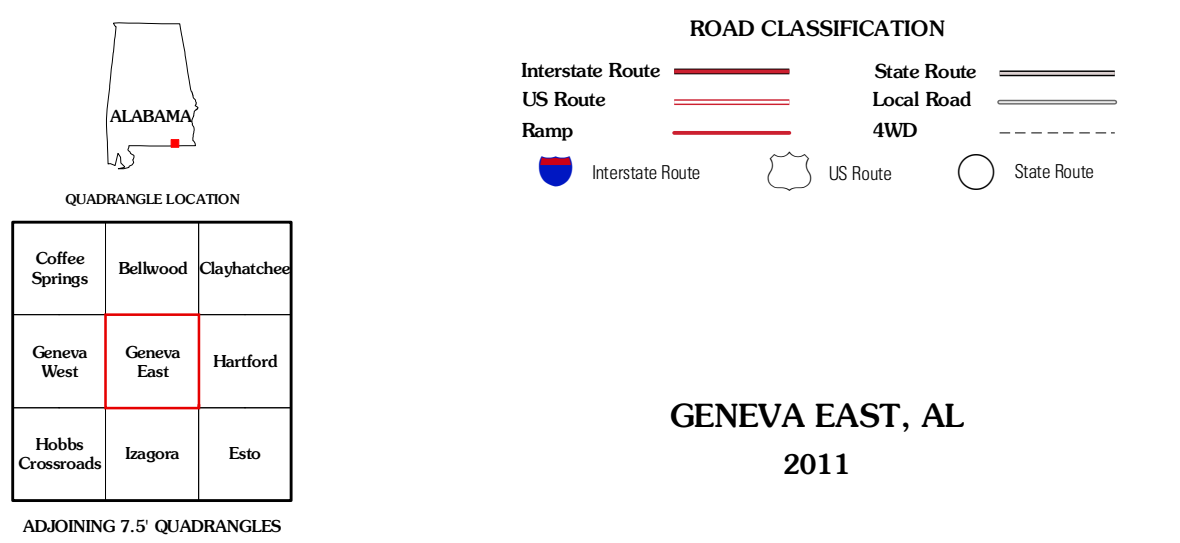 ALABAMA
QUADRANGLE LOCATION
Coffee
Springs
Bellwood
Clayhatchee
Geneva
West
Geneva
East
Hartford
Hobbs
Crossroads
Izagora
Esto
ADJOINING 7.5' QUADRANGLES
ROAD CLASSIFICATION
Interstate Route
State Route
US Route
Local Road
Ramp
4WD
Interstate Route
US Route
State Route
GENEVA EAST, AL
2011